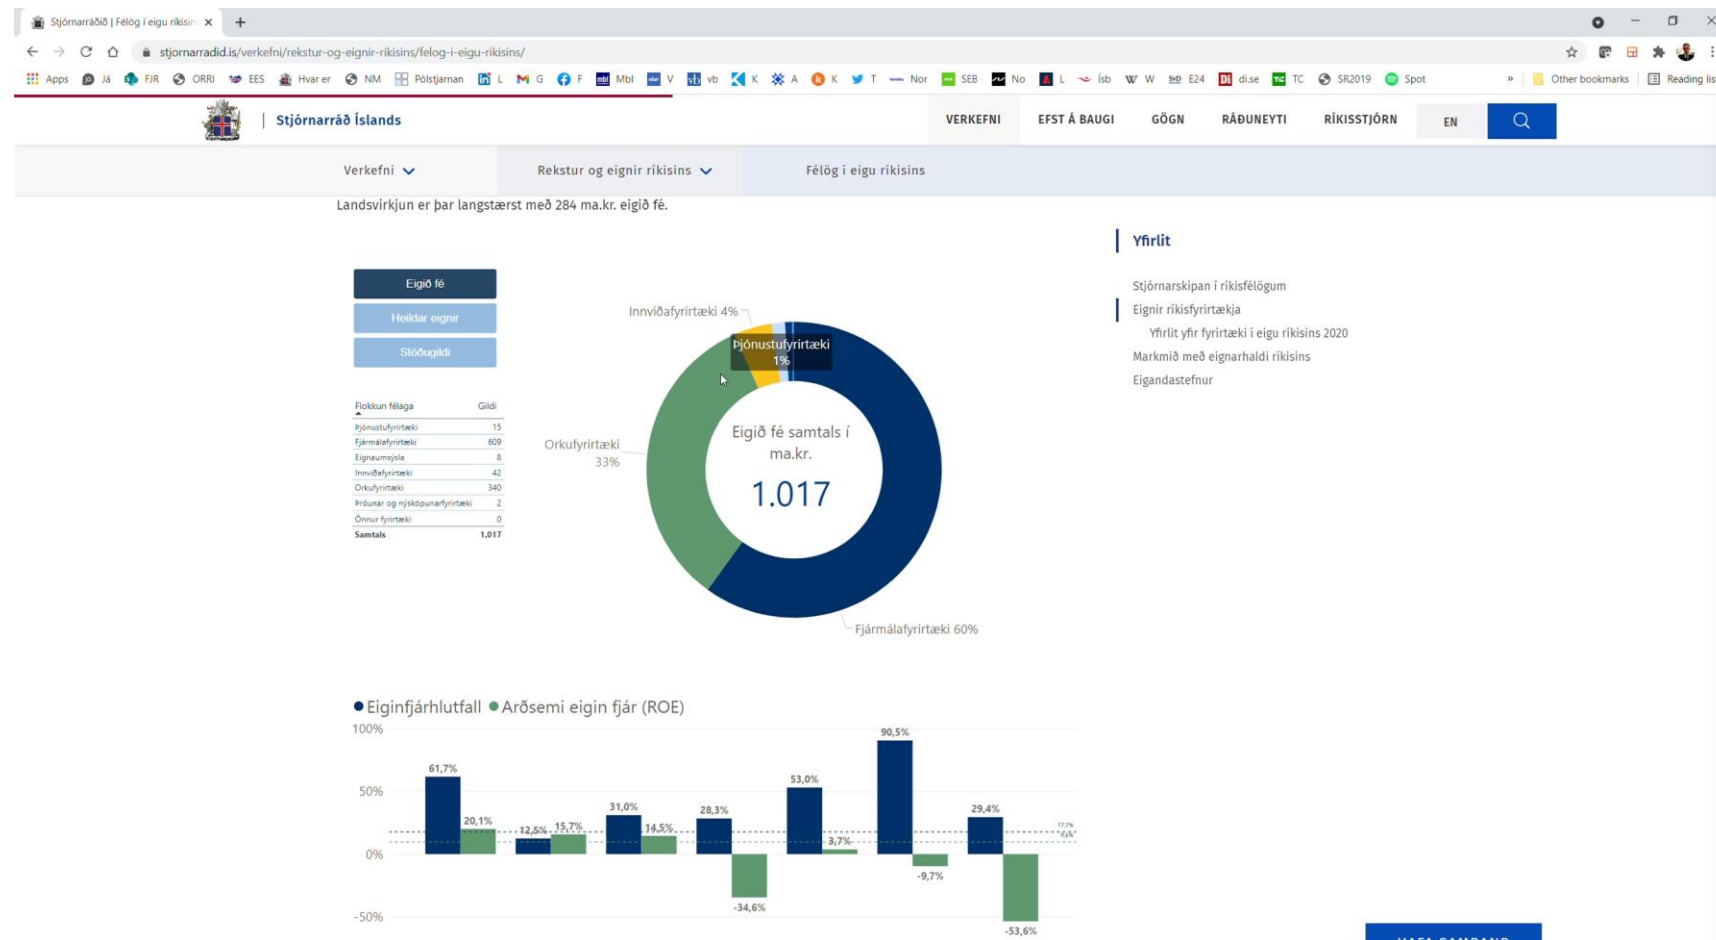 Stjórnarráðið | Félög í eigu ríkisin
stjornarradid.is/verkefni/rekstur-og-eignir-rikisins/felog-i-eigu-rikisins/
Apps Já FJR ORRI EES Hvar er NM Pólstjarnan L G F Mbl V vb K A K T Nor SEB No L Ísb W E24 di.se TC SR2019 Spot » Other bookmarks Reading list
Stjórnarráð Íslands
VERKEFNI EFST Á BAUGI GÖGN RÁÐUNEYTI RÍKISSTJÓRN EN
Verkefni Rekstur og eignir ríkisins Félög í eigu ríkisins
Landsvirkjun er þar langstærst með 284 ma.kr. eigið fé.
Eigið fé
Heildar eignir
Stöðugildi
Flokkun félaga Gildi
Þjónustufyrirtæki 15
Fjármálafyrirtæki 609
Eignaumsýsla 8
Innviðafyrirtæki 42
Orkufyrirtæki 340
Þróunar og nýsköpunarfyrirtæki 2
Önnur fyrirtæki 0
Samtals 1.017
Innviðafyrirtæki 4%
Þjónustufyrirtæki
1%
Orkufyrirtæki
33%
Eigið fé samtals í
ma.kr.
1.017
Fjármálafyrirtæki 60%
Yfirlit
Stjórnarskipan í ríkisfélögum
Eignir ríkisfyrirtækja
Yfirlit yfir fyrirtæki í eigu ríkisins 2020
Markmið með eignarhaldi ríkisins
Eigandastefnur
Eiginfjárhlutfall Arðsemi eigin fjár (ROE)
100%
50%
0%
-50%
61,7% 20,1% 12,5% 15,7% 31,0% 14,5% 28,3% -34,6% 53,0% 3,7% 90,5% -9,7% 29,4% -53,6%
17,7%
HAFA SAMBAND